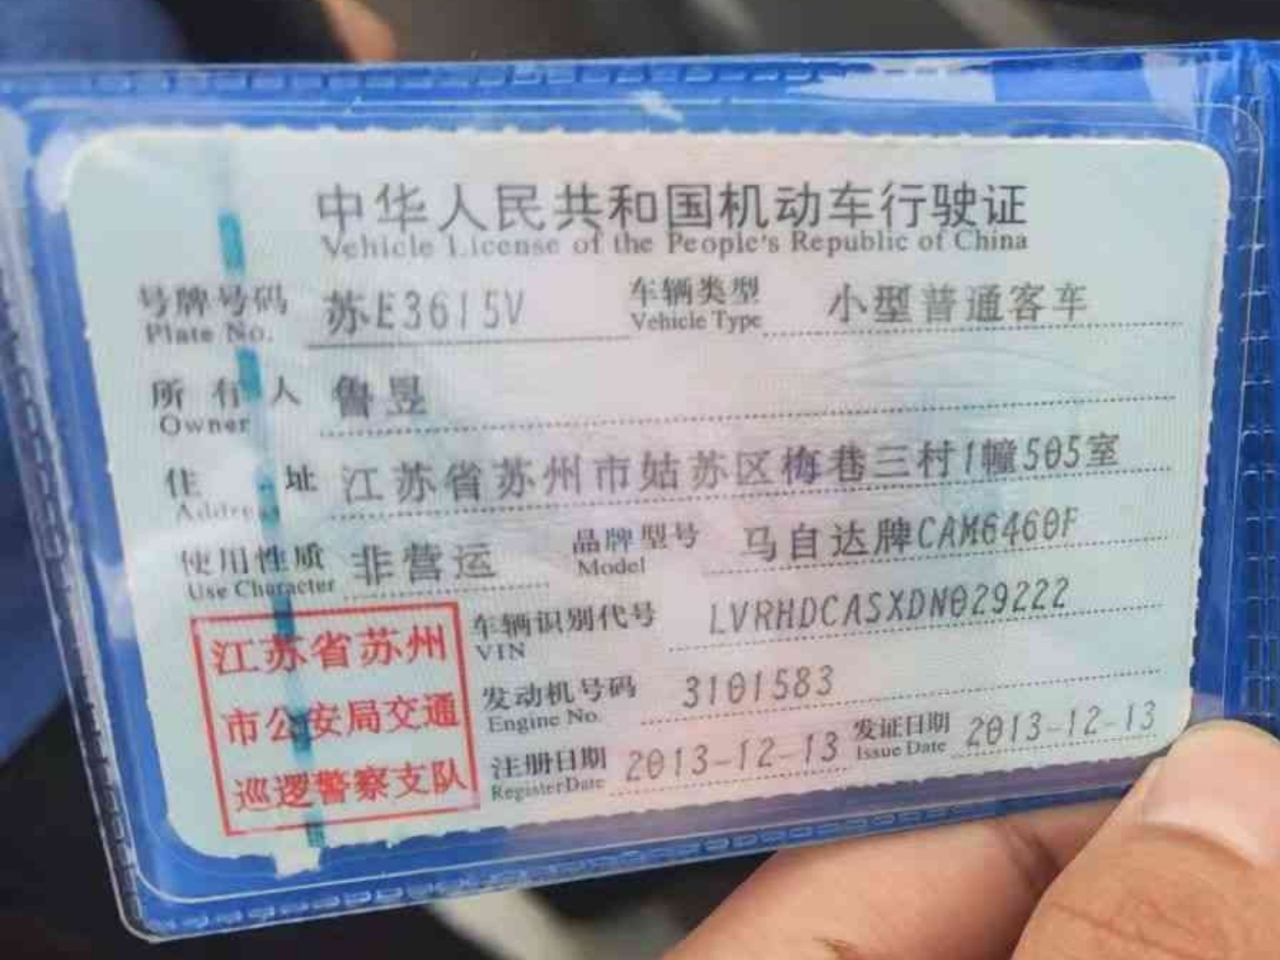 中华人民共和国机动车行驶证
Vehicle License of the People's Republic of China
号牌号码 苏E3615V 车辆类型 小型普通客车
Plate No. Vehicle Type
所有人 鲁昱
Owner
住址 江苏省苏州市姑苏区梅巷三村1幢505室
Address
使用性质 非营运 品牌型号 马自达牌CAM6460F
Use Character Model
江苏省苏州
市公安局交通
巡逻警察支队
车辆识别代号 LVRHDCASXDN029222
VIN
发动机号码 3101583
Engine No.
注册日期 2013-12-13 发证日期 2013-12-13
Register Date Issue Date